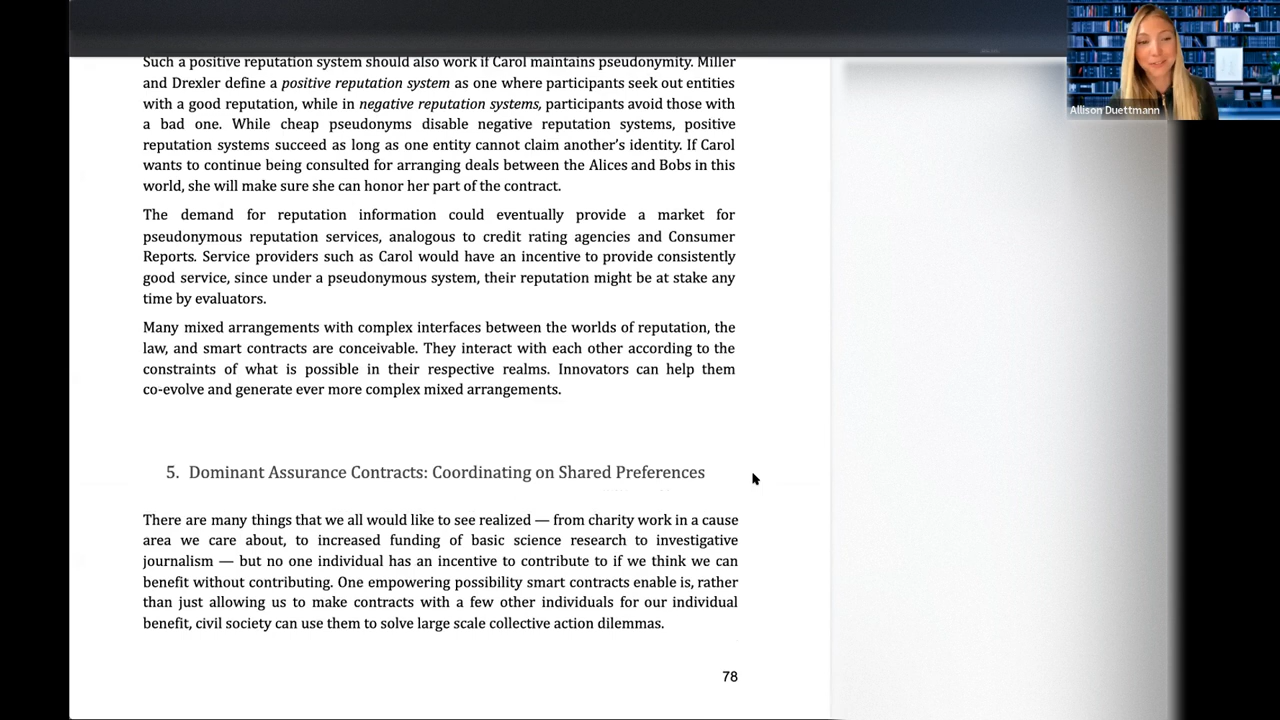 Such a positive reputation system should also work if Carol maintains pseudonymity. Miller
and Drexler define a positive reputation system as one where participants seek out entities
with a good reputation, while in negative reputation systems, participants avoid those with
a bad one. While cheap pseudonyms disable negative reputation systems, positive
reputation systems succeed as long as one entity cannot claim another's identity. If Carol
wants to continue being consulted for arranging deals between the Alices and Bobs in this
world, she will make sure she can honor her part of the contract.
The demand for reputation information could eventually provide a market for
pseudonymous reputation services, analogous to credit rating agencies and Consumer
Reports. Service providers such as Carol would have an incentive to provide consistently
good service, since under a pseudonymous system, their reputation might be at stake any
time by evaluators.
Many mixed arrangements with complex interfaces between the worlds of reputation, the
law, and smart contracts are conceivable. They interact with each other according to the
constraints of what is possible in their respective realms. Innovators can help them
co-evolve and generate ever more complex mixed arrangements.
5. Dominant Assurance Contracts: Coordinating on Shared Preferences
There are many things that we all would like to see realized — from charity work in a cause
area we care about, to increased funding of basic science research to investigative
journalism — but no one individual has an incentive to contribute to if we think we can
benefit without contributing. One empowering possibility smart contracts enable is, rather
than just allowing us to make contracts with a few other individuals for our individual
benefit, civil society can use them to solve large scale collective action dilemmas.
78
Allison Duettmann